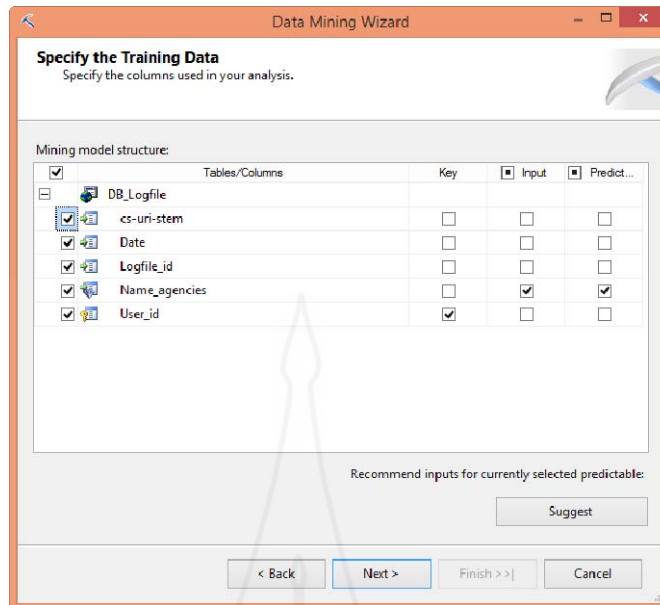 Data Mining Wizard
Specify the Training Data
Specify the columns used in your analysis.
Mining model structure:
Tables/Columns Key Input Predict...
DB_Logfile
cs-uri-stem
Date
Logfile_id
Name_agencies
User_id
Recommend inputs for currently selected predictable:
Suggest
< Back Next > Finish >>| Cancel